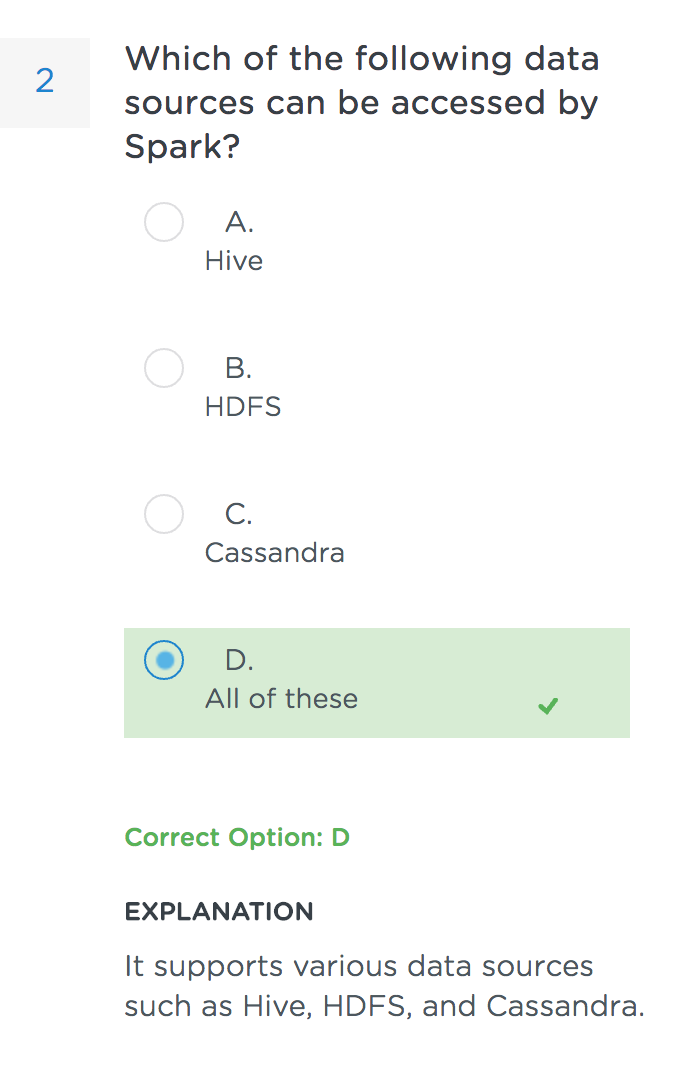 2
Which of the following data
sources can be accessed by
Spark?
A.
Hive
B.
HDFS
C.
Cassandra
D.
All of these
Correct Option: D
EXPLANATION
It supports various data sources
such as Hive, HDFS, and Cassandra.